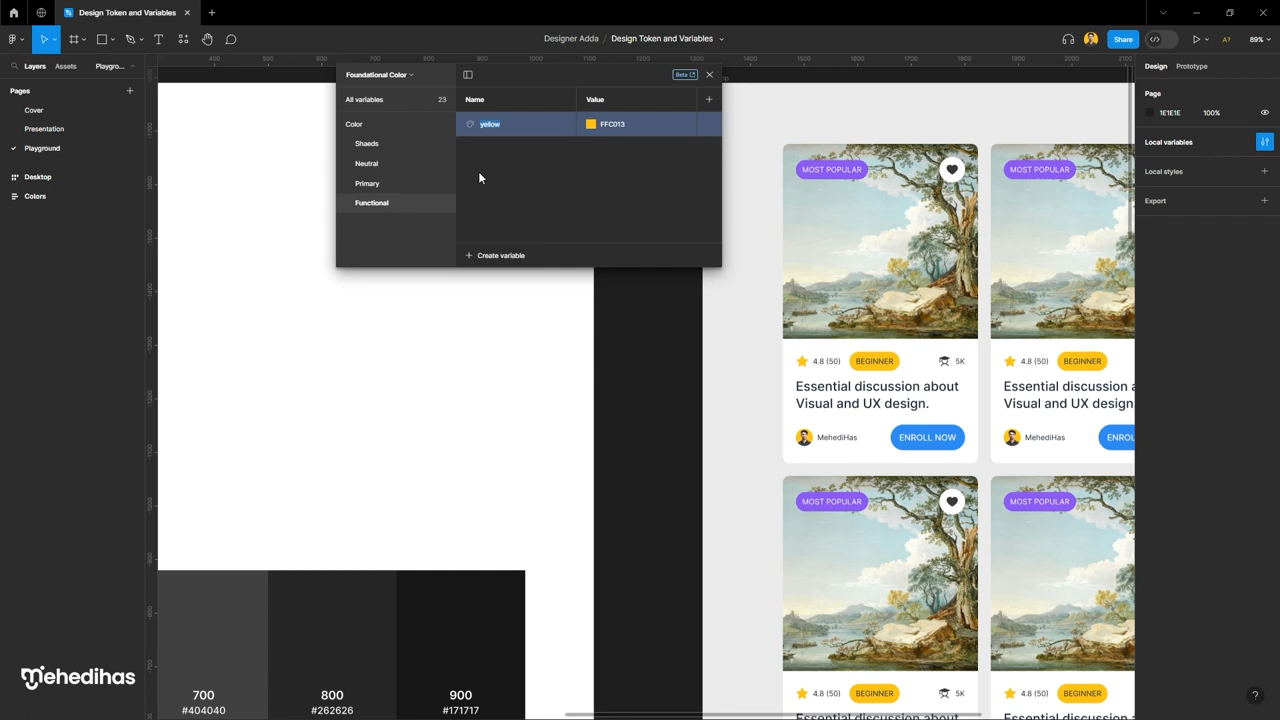 Design Token and Variables
Designer Adda / Design Token and Variables
Share
A?
89%
Layers
Assets
Playgro...
Pages
Cover
Presentation
Playground
Desktop
Colors
400
600
700
800
900
1000
1100
1200
1300
1400
1500
1600
1700
1800
1900
2000
2100
Foundational Color
Beta
All variables 23
Name
Value
Color
yellow
FFC013
Shaeds
Neutral
Primary
Functional
Create variable
Design
Prototype
Page
1E1E1E
100%
Local variables
Local styles
Export
MOST POPULAR
MOST POPULAR
4.8 (50)
BEGINNER
5K
4.8 (50)
BEGINNER
Essential discussion about
Visual and UX design.
Essential discussion a
Visual and UX design.
MehediHas
ENROLL NOW
MehediHas
ENROL
MOST POPULAR
MOST POPULAR
4.8 (50)
BEGINNER
5K
4.8 (50)
BEGINNER
Essential discussion about
Essential discussion a
700
#404040
800
#262626
900
#171717
Mehedihas
?